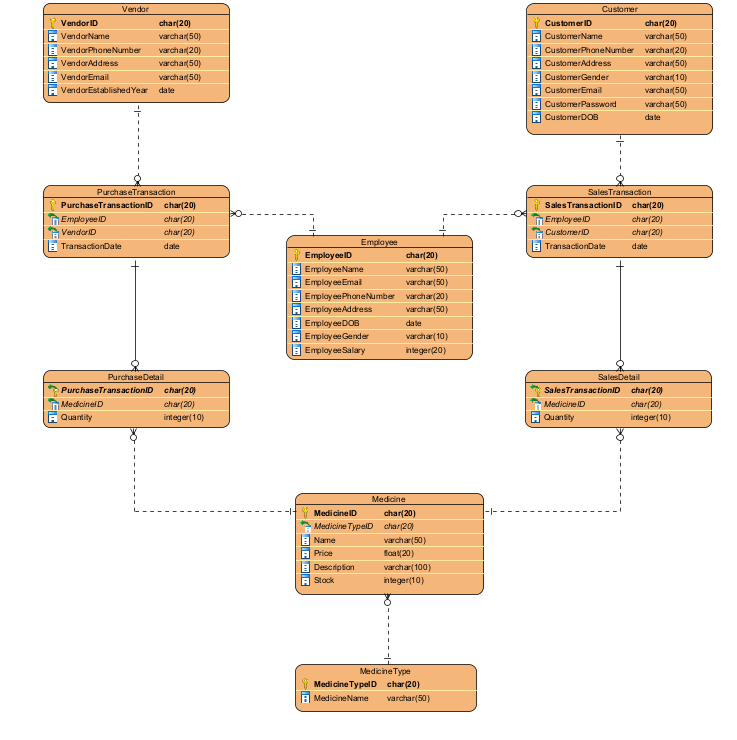 Vendor
VendorID char(20)
VendorName varchar(50)
VendorPhoneNumber varchar(20)
VendorAddress varchar(50)
VendorEmail varchar(50)
VendorEstablishedYear date
Customer
CustomerID char(20)
CustomerName varchar(50)
CustomerPhoneNumber varchar(20)
CustomerAddress varchar(50)
CustomerGender varchar(10)
CustomerEmail varchar(50)
CustomerPassword varchar(50)
CustomerDOB date
PurchaseTransaction
PurchaseTransactionID char(20)
EmployeeID char(20)
VendorID char(20)
TransactionDate date
SalesTransaction
SalesTransactionID char(20)
EmployeeID char(20)
CustomerID char(20)
TransactionDate date
Employee
EmployeeID char(20)
EmployeeName varchar(50)
EmployeeEmail varchar(50)
EmployeePhoneNumber varchar(20)
EmployeeAddress varchar(50)
EmployeeDOB date
EmployeeGender varchar(10)
EmployeeSalary integer(20)
PurchaseDetail
PurchaseTransactionID char(20)
MedicineID char(20)
Quantity integer(10)
SalesDetail
SalesTransactionID char(20)
MedicineID char(20)
Quantity integer(10)
Medicine
MedicineID char(20)
MedicineTypeID char(20)
Name varchar(50)
Price float(20)
Description varchar(100)
Stock integer(10)
MedicineType
MedicineTypeID char(20)
MedicineName varchar(50)